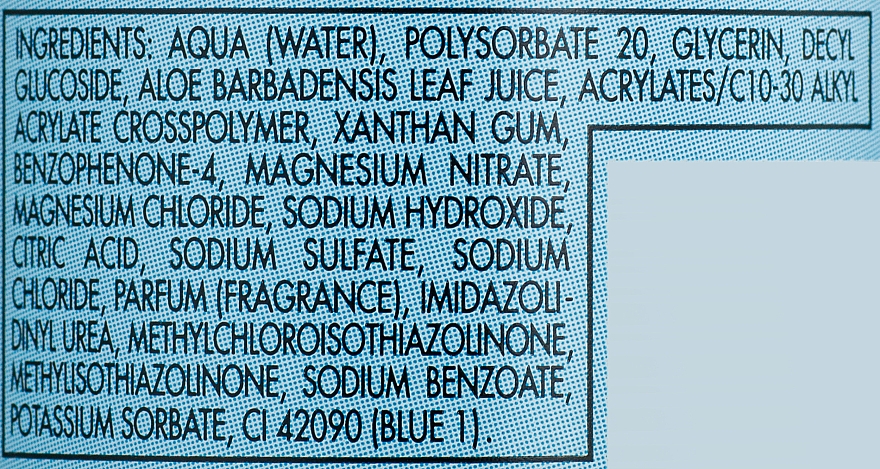 INGREDIENTS: AQUA (WATER), POLYSORBATE 20, GLYCERIN, DECYL
GLUCOSIDE, ALOE BARBADENSIS LEAF JUICE, ACRYLATES/C10-30 ALKYL
ACRYLATE CROSSPOLYMER, XANTHAN GUM,
BENZOPHENONE-4, MAGNESIUM NITRATE,
MAGNESIUM CHLORIDE, SODIUM HYDROXIDE,
CITRIC ACID, SODIUM SULFATE, SODIUM
CHLORIDE, PARFUM (FRAGRANCE), IMIDAZOLI-
DINYL UREA, METHYLCHLOROISOTHIAZOLINONE,
METHYLISOTHIAZOLINONE, SODIUM BENZOATE,
POTASSIUM SORBATE, CI 42090 (BLUE 1).